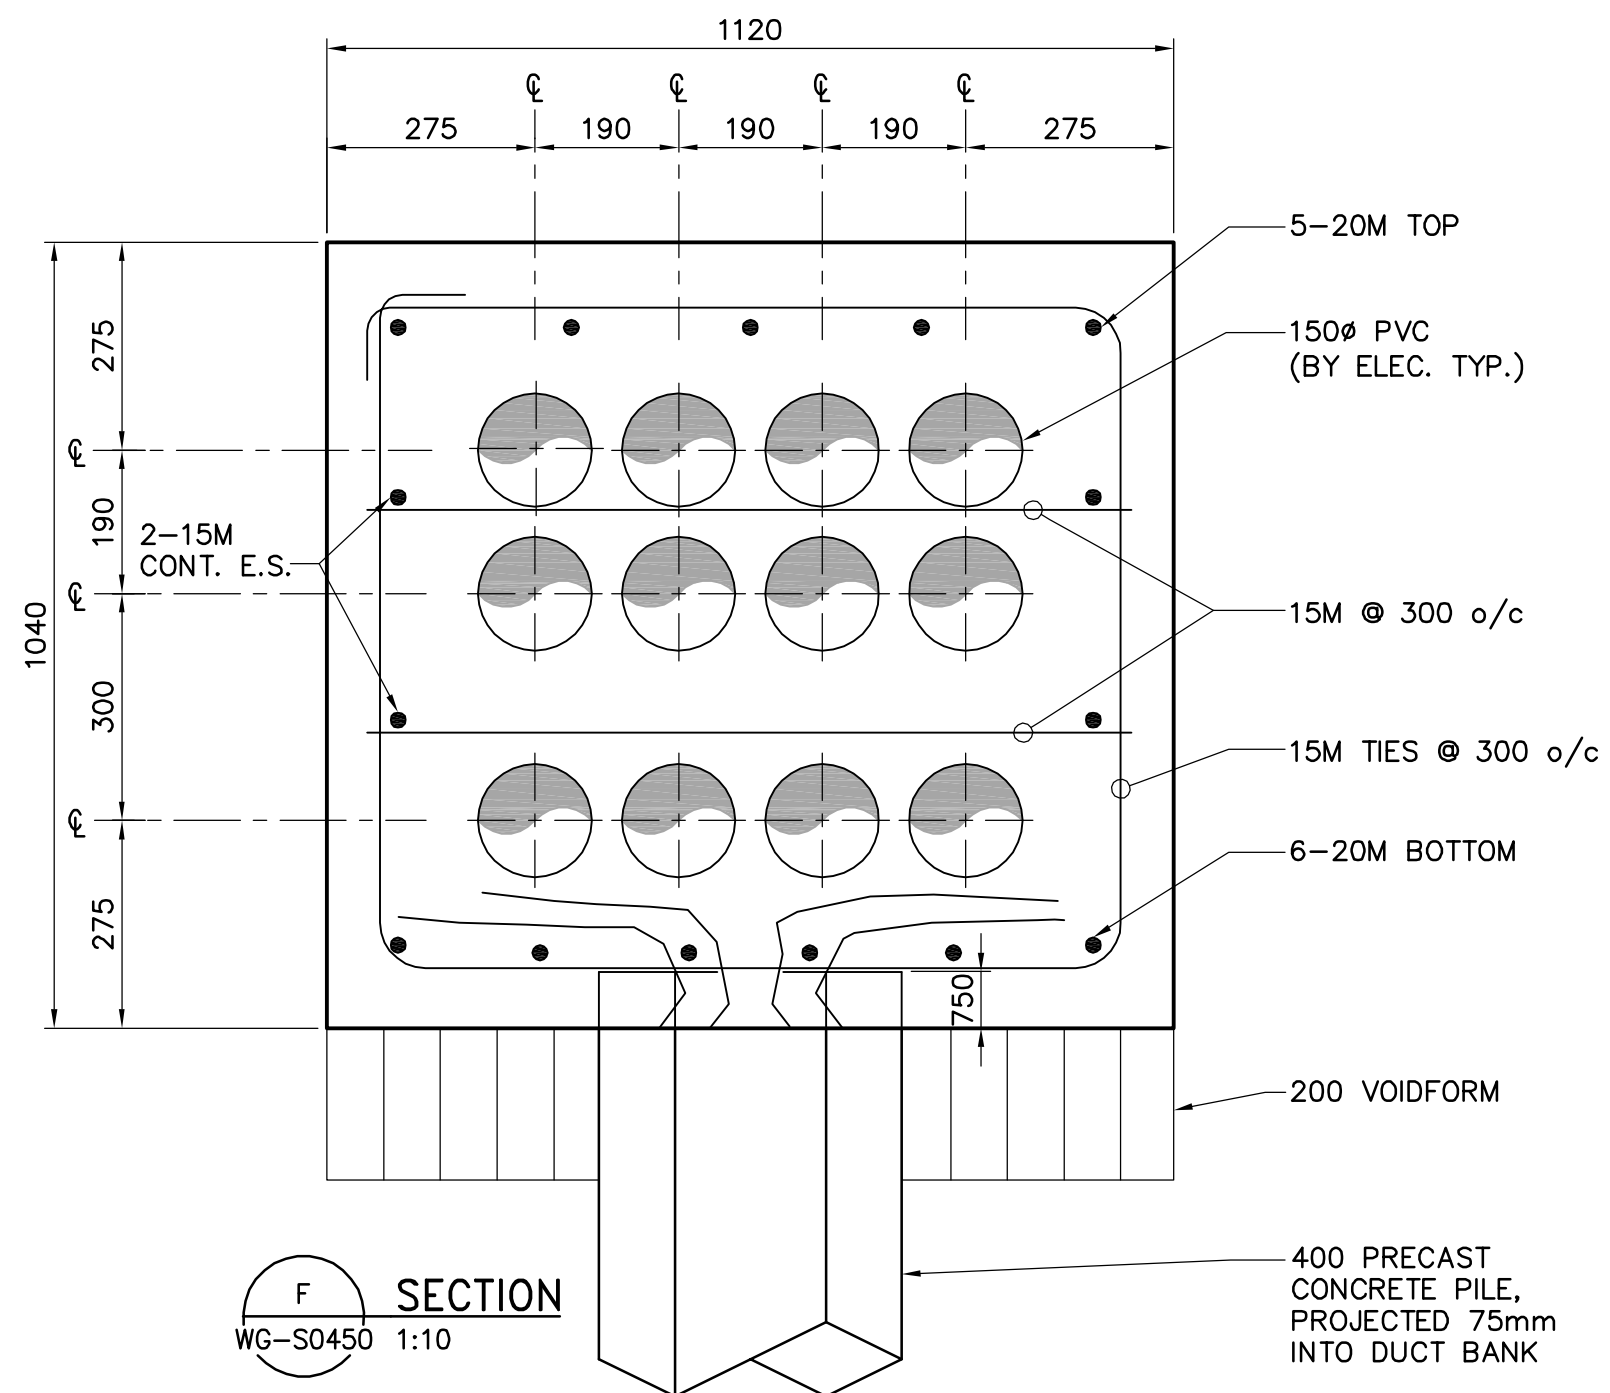 1120
℄ ℄ ℄ ℄
275 190 190 190 275
5-20M TOP
150ø PVC
(BY ELEC. TYP.)
275
℄
190
2-15M
CONT. E.S.
℄
1040
300
15M @ 300 o/c
15M TIES @ 300 o/c
℄
6-20M BOTTOM
275
750
200 VOIDFORM
400 PRECAST
CONCRETE PILE,
PROJECTED 75mm
INTO DUCT BANK
F
SECTION
WG-S0450 1:10